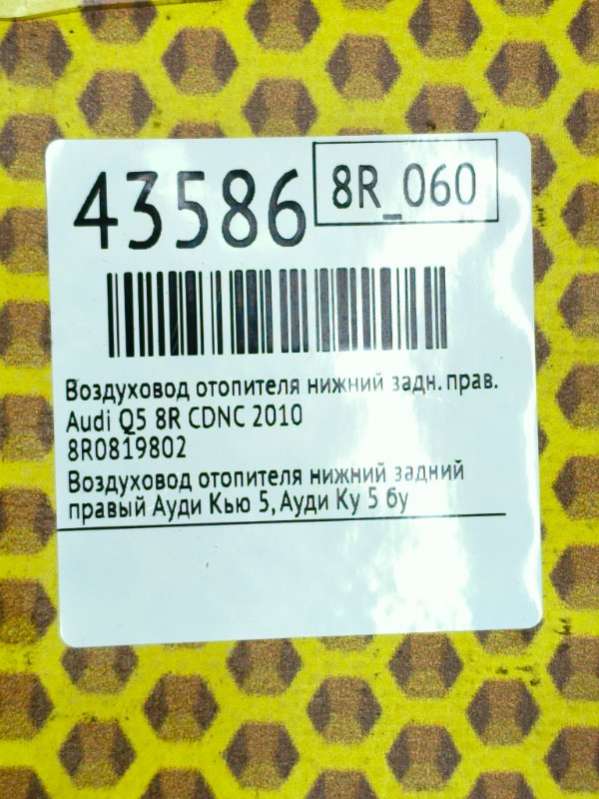 43586
8R_060
Воздуховод отопителя нижний задн. прав.
Audi Q5 8R CDNC 2010
8R0819802
Воздуховод отопителя нижний задний
правый Ауди Кью 5, Ауди Ку 5 бу